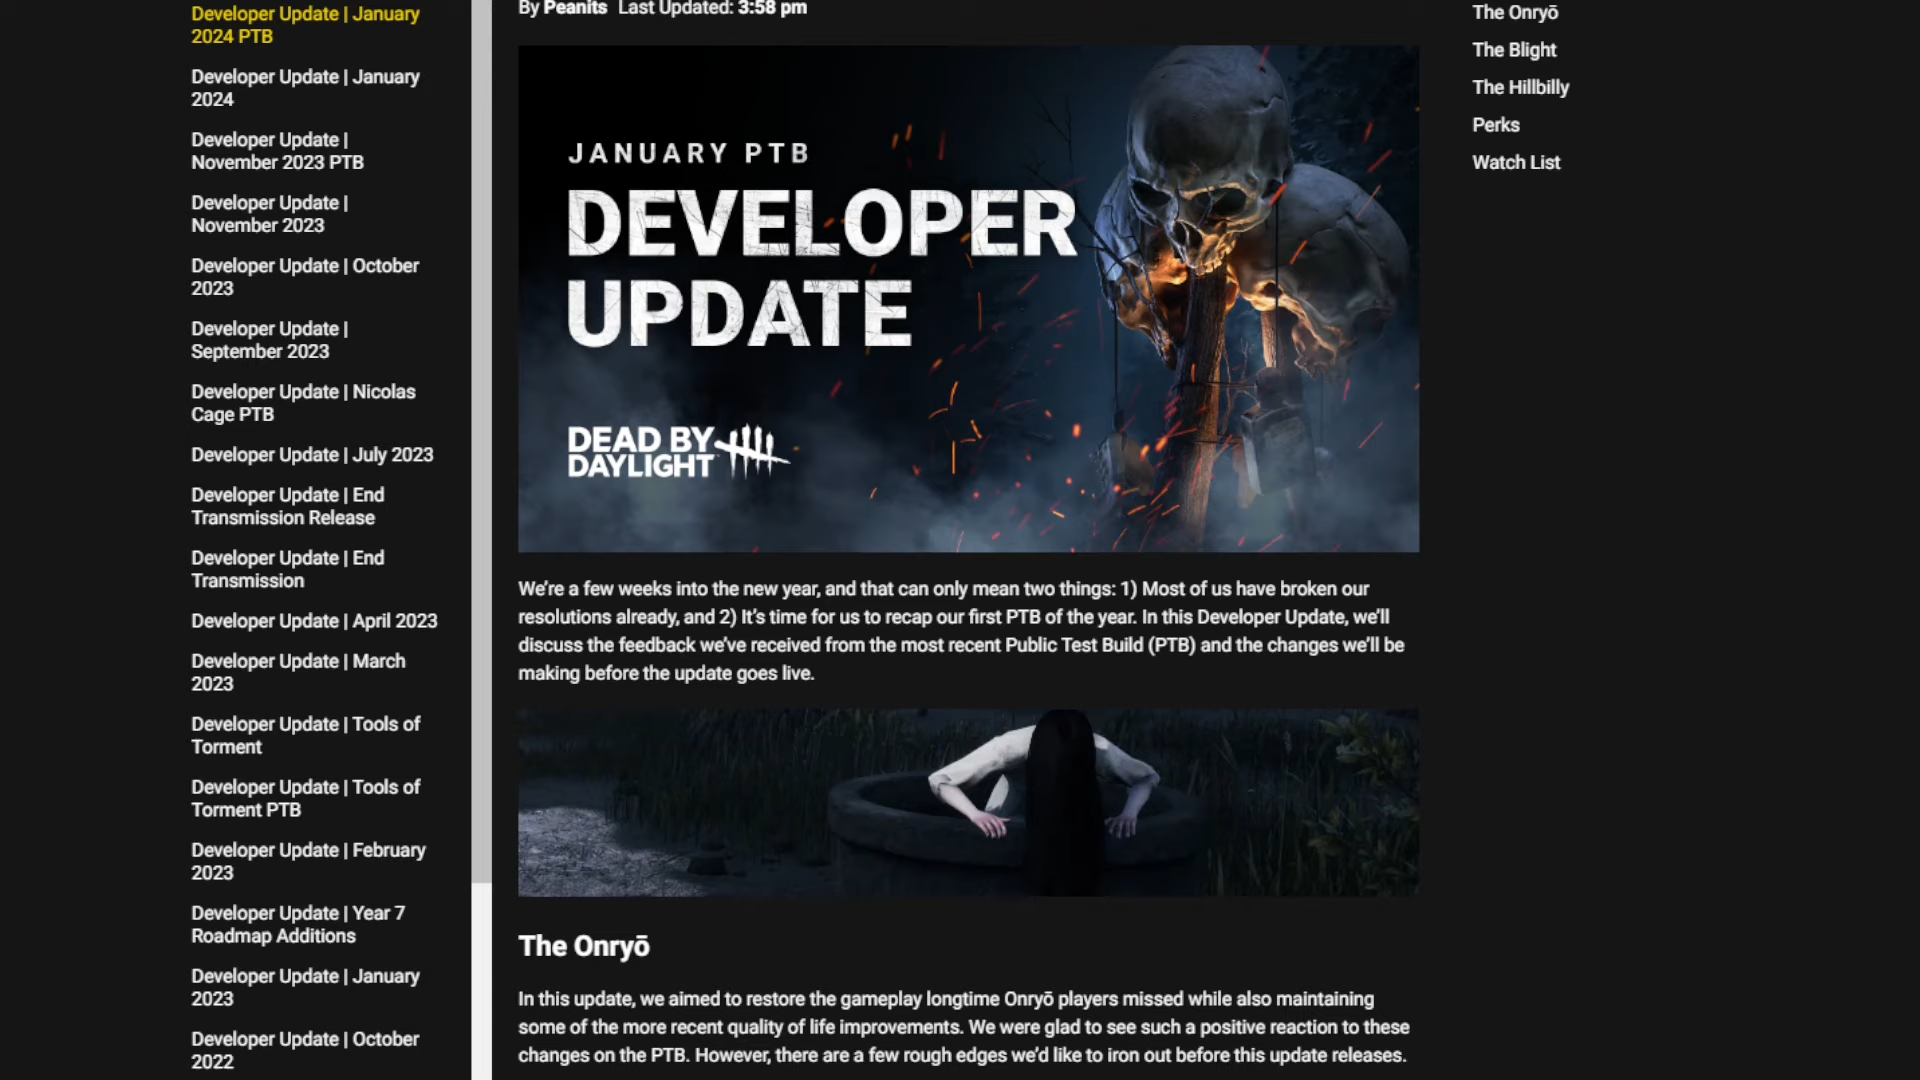 Developer Update | January
2024 PTB
Developer Update | January
2024
Developer Update |
November 2023 PTB
Developer Update |
November 2023
Developer Update | October
2023
Developer Update |
September 2023
Developer Update | Nicolas
Cage PTB
Developer Update | July 2023
Developer Update | End
Transmission Release
Developer Update | End
Transmission
Developer Update | April 2023
Developer Update | March
2023
Developer Update | Tools of
Torment
Developer Update | Tools of
Torment PTB
Developer Update | February
2023
Developer Update | Year 7
Roadmap Additions
Developer Update | January
2023
Developer Update | October
2022
By Peanits Last Updated: 3:58 pm
JANUARY PTB
DEVELOPER
UPDATE
DEAD BY
DAYLIGHT
We’re a few weeks into the new year, and that can only mean two things: 1) Most of us have broken our
resolutions already, and 2) It’s time for us to recap our first PTB of the year. In this Developer Update, we’ll
discuss the feedback we’ve received from the most recent Public Test Build (PTB) and the changes we’ll be
making before the update goes live.
The Onryō
In this update, we aimed to restore the gameplay longtime Onryō players missed while also maintaining
some of the more recent quality of life improvements. We were glad to see such a positive reaction to these
changes on the PTB. However, there are a few rough edges we’d like to iron out before this update releases.
The Onryō
The Blight
The Hillbilly
Perks
Watch List